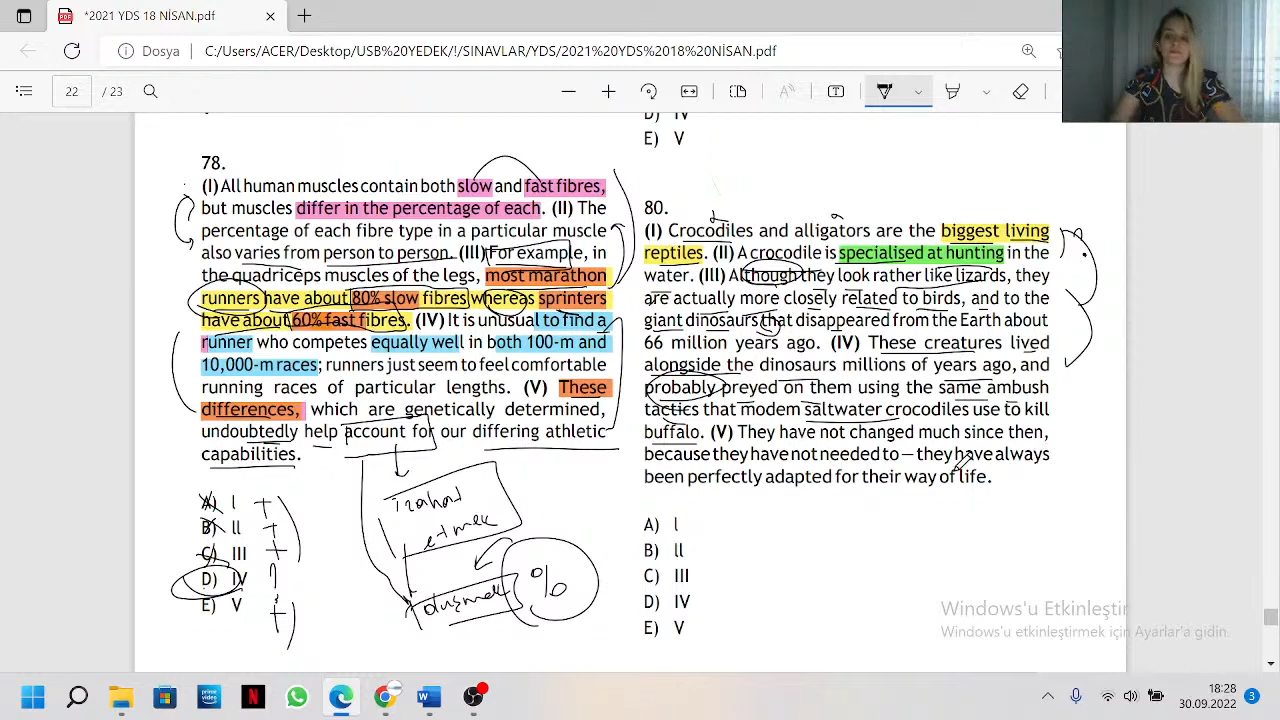 *2021 YDS 18 NİSAN.pdf
Dosya
C:/Users/ACER/Desktop/USB%20YEDEK/!/SINAVLAR/YDS/2021%20YDS%2018%20NİSAN.pdf
22 / 23
78.
(I) All human muscles contain both slow and fast fibres,
but muscles differ in the percentage of each. (II) The
percentage of each fibre type in a particular muscle
also varies from person to person. (III) For example, in
the quadriceps muscles of the legs, most marathon
runners have about 80% slow fibres whereas sprinters
have about 60% fast fibres. (IV) It is unusual to find a
runner who competes equally well in both 100-m and
10,000-m races; runners just seem to feel comfortable
running races of particular lengths. (V) These
differences, which are genetically determined,
undoubtedly help account for our differing athletic
capabilities.
A) I +
B) II +
C) III +
D) IV
E) V +
izahat
etmek
oluşmek
%
D) IV
E) V
80.
(I) Crocodiles and alligators are the biggest living
reptiles. (II) A crocodile is specialised at hunting in the
water. (III) Although they look rather like lizards, they
are actually more closely related to birds, and to the
giant dinosaurs that disappeared from the Earth about
66 million years ago. (IV) These creatures lived
alongside the dinosaurs millions of years ago, and
probably preyed on them using the same ambush
tactics that modem saltwater crocodiles use to kill
buffalo. (V) They have not changed much since then,
because they have not needed to – they have always
been perfectly adapted for their way of life.
A) I
B) II
C) III
D) IV
E) V
Windows'u Etkinleştir
Windows'u etkinleştirmek için Ayarlar'a gidin.
prime video
N
W
18:28
30.09.2022
3